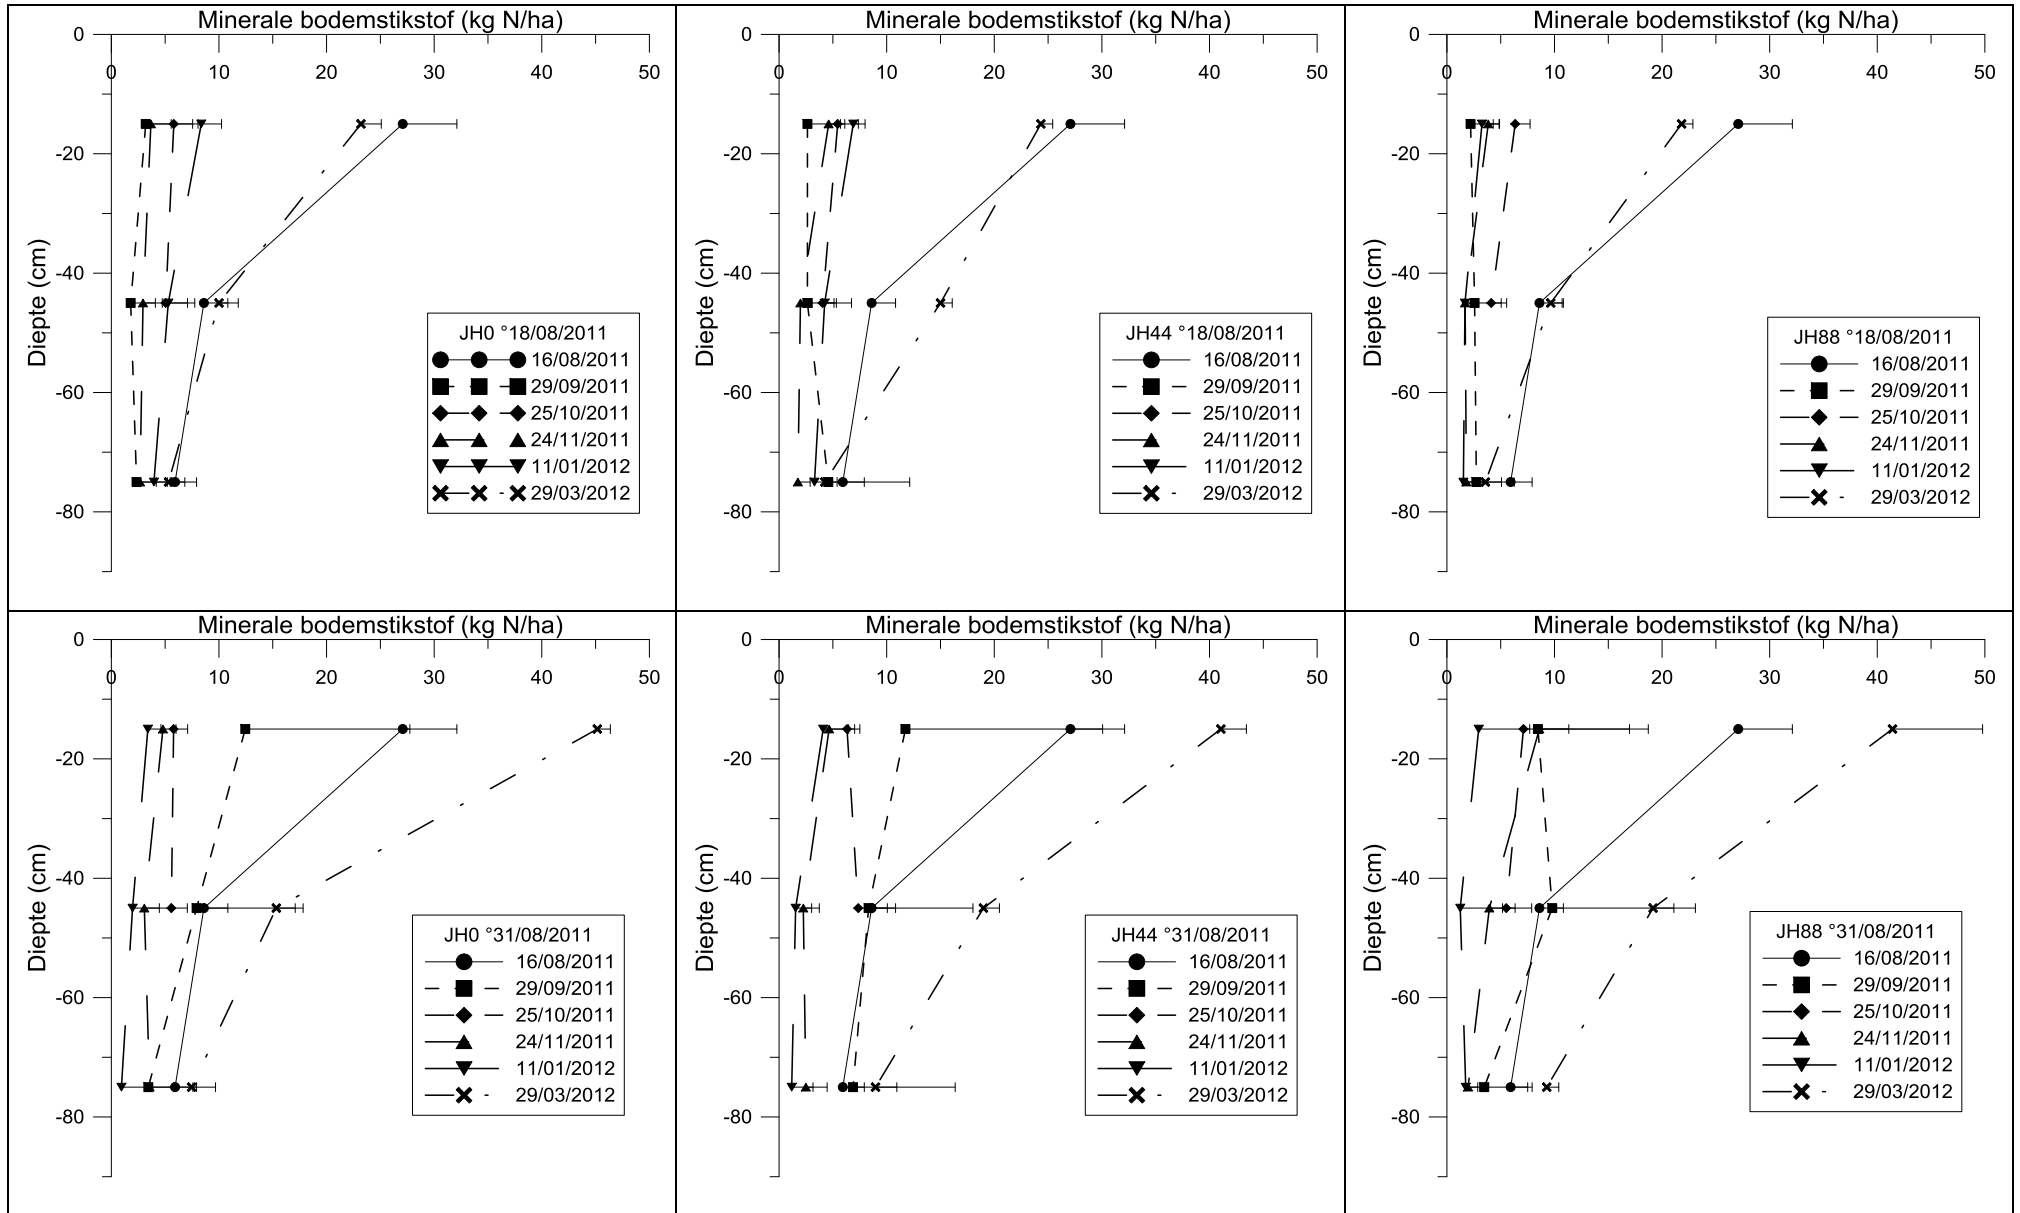 Minerale bodemstikstof (kg N/ha)
0
0 10 20 30 40 50
-20
-40
-60
-80
Diepte (cm)
JH0 °18/08/2011
16/08/2011
29/09/2011
25/10/2011
24/11/2011
11/01/2012
29/03/2012
Minerale bodemstikstof (kg N/ha)
0
0 10 20 30 40 50
-20
-40
-60
-80
Diepte (cm)
JH44 °18/08/2011
16/08/2011
29/09/2011
25/10/2011
24/11/2011
11/01/2012
29/03/2012
Minerale bodemstikstof (kg N/ha)
0
0 10 20 30 40 50
-20
-40
-60
-80
Diepte (cm)
JH88 °18/08/2011
16/08/2011
29/09/2011
25/10/2011
24/11/2011
11/01/2012
29/03/2012
Minerale bodemstikstof (kg N/ha)
0
0 10 20 30 40 50
-20
-40
-60
-80
Diepte (cm)
JH0 °31/08/2011
16/08/2011
29/09/2011
25/10/2011
24/11/2011
11/01/2012
29/03/2012
Minerale bodemstikstof (kg N/ha)
0
0 10 20 30 40 50
-20
-40
-60
-80
Diepte (cm)
JH44 °31/08/2011
16/08/2011
29/09/2011
25/10/2011
24/11/2011
11/01/2012
29/03/2012
Minerale bodemstikstof (kg N/ha)
0
0 10 20 30 40 50
-20
-40
-60
-80
Diepte (cm)
JH88 °31/08/2011
16/08/2011
29/09/2011
25/10/2011
24/11/2011
11/01/2012
29/03/2012